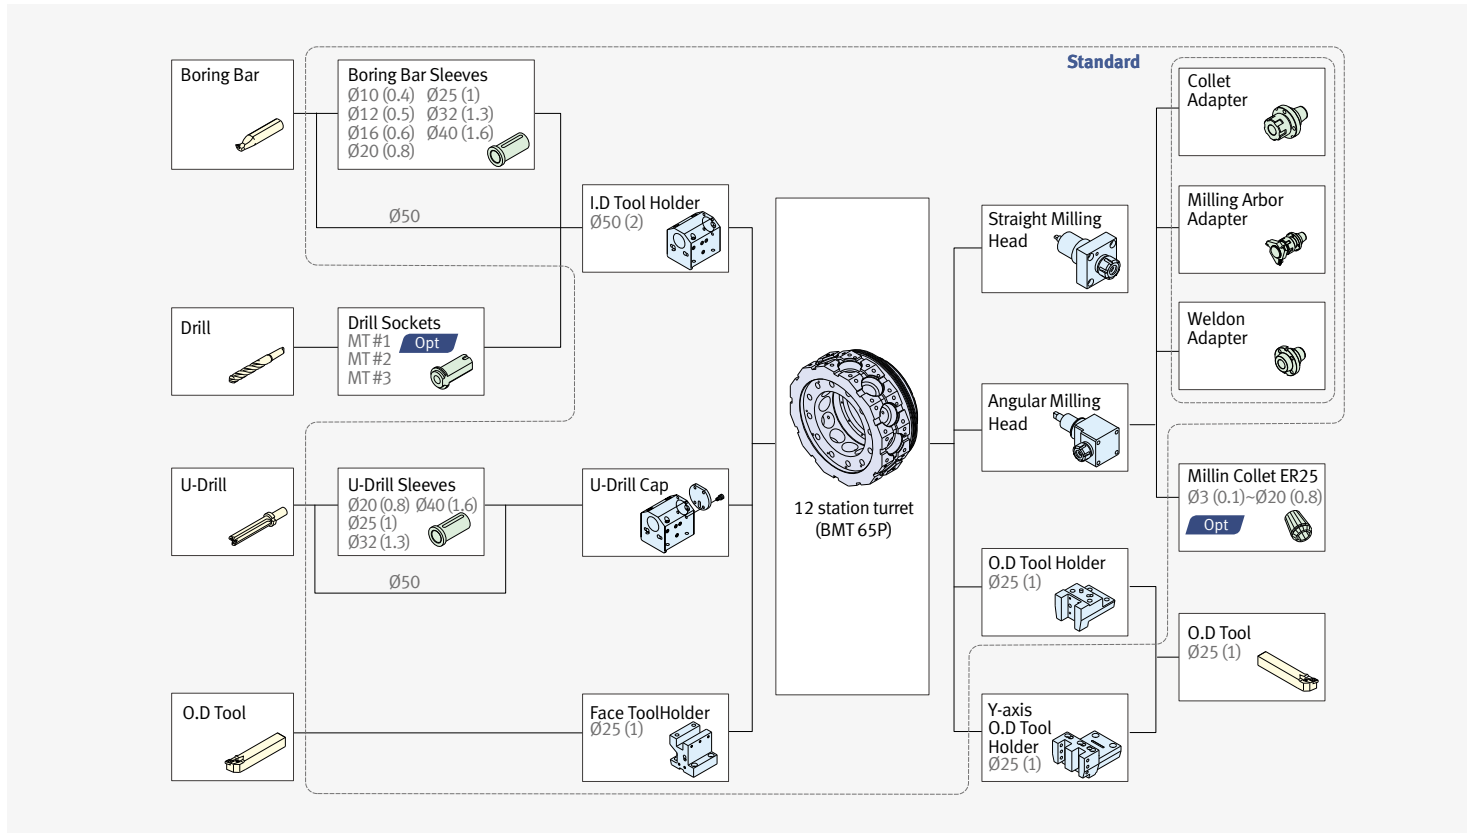 Standard
Boring Bar
Boring Bar Sleeves
Ø10 (0.4) Ø25 (1)
Ø12 (0.5) Ø32 (1.3)
Ø16 (0.6) Ø40 (1.6)
Ø20 (0.8)
Ø50
I.D Tool Holder
Ø50 (2)
Drill
Drill Sockets
MT #1 Opt
MT #2
MT #3
U-Drill
U-Drill Sleeves
Ø20 (0.8) Ø40 (1.6)
Ø25 (1)
Ø32 (1.3)
Ø50
U-Drill Cap
O.D Tool
Face ToolHolder
Ø25 (1)
12 station turret
(BMT 65P)
Straight Milling
Head
Angular Milling
Head
O.D Tool Holder
Ø25 (1)
Y-axis
O.D Tool
Holder
Ø25 (1)
Collet
Adapter
Milling Arbor
Adapter
Weldon
Adapter
Millin Collet ER25
Ø3 (0.1)~Ø20 (0.8)
Opt
O.D Tool
Ø25 (1)